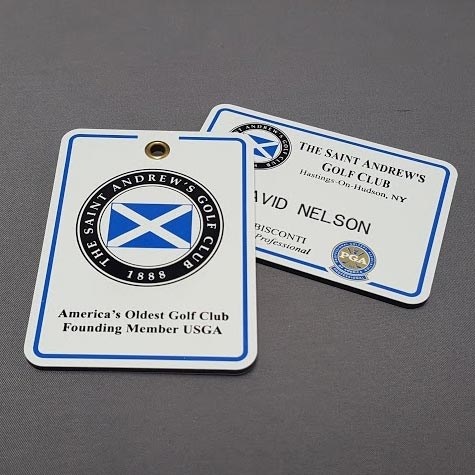 THE SAINT ANDREW'S GOLF CLUB
1888
America's Oldest Golf Club
Founding Member USGA
THE SAINT ANDREW'S
GOLF CLUB
Hastings-On-Hudson, NY
AVID NELSON
BISCONTI
Professional
PGA